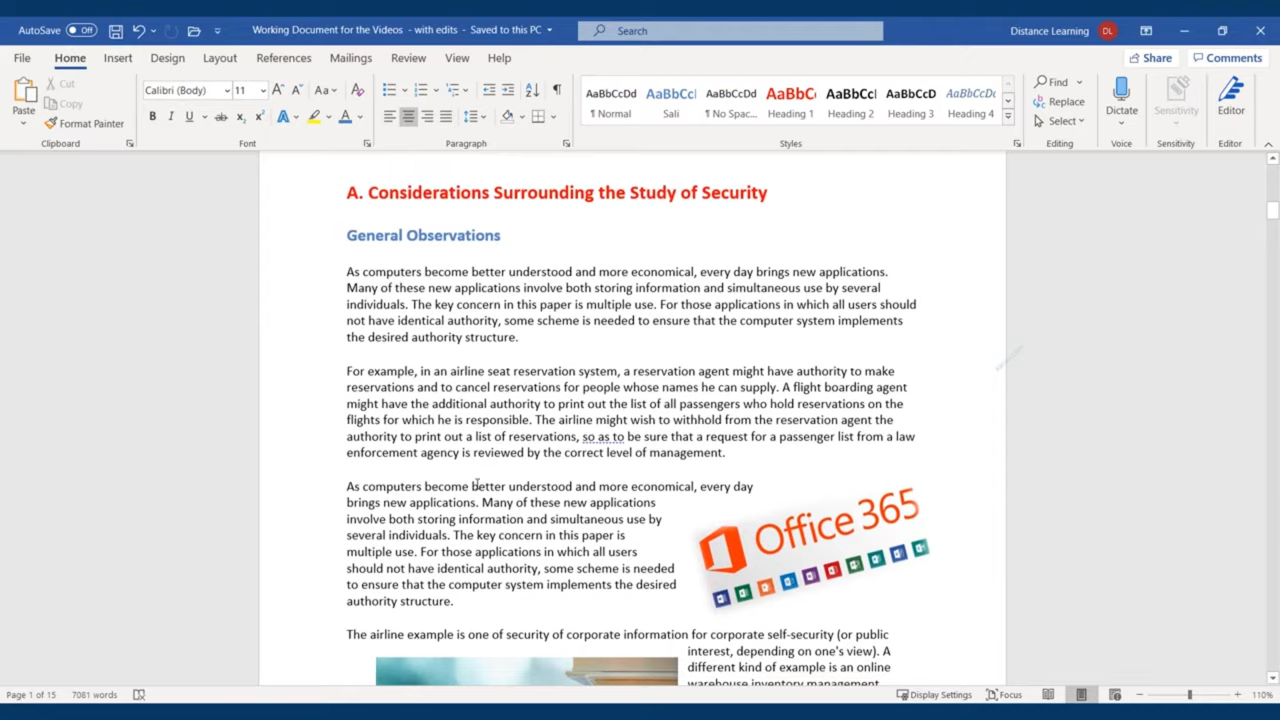 AutoSave Off Working Document for the Videos - with edits - Saved to this PC Search Distance Learning DL
File Home Insert Design Layout References Mailings Review View Help Share Comments
Paste
Cut
Copy
Format Painter
Clipboard
Calibri (Body) 11
Font
Paragraph
AaBbCcDd AaBbCcI AaBbCcDd AaBbCc AaBbCcI AaBbCcD AaBbCcDc
¶ Normal Sali ¶ No Spac... Heading 1 Heading 2 Heading 3 Heading 4
Styles
Find
Replace
Select
Editing
Dictate
Voice
Sensitivity
Sensitivity
Editor
Editor
A. Considerations Surrounding the Study of Security
General Observations
As computers become better understood and more economical, every day brings new applications.
Many of these new applications involve both storing information and simultaneous use by several
individuals. The key concern in this paper is multiple use. For those applications in which all users should
not have identical authority, some scheme is needed to ensure that the computer system implements
the desired authority structure.
For example, in an airline seat reservation system, a reservation agent might have authority to make
reservations and to cancel reservations for people whose names he can supply. A flight boarding agent
might have the additional authority to print out the list of all passengers who hold reservations on the
flights for which he is responsible. The airline might wish to withhold from the reservation agent the
authority to print out a list of reservations, so as to be sure that a request for a passenger list from a law
enforcement agency is reviewed by the correct level of management.
As computers become better understood and more economical, every day
brings new applications. Many of these new applications
involve both storing information and simultaneous use by
several individuals. The key concern in this paper is
multiple use. For those applications in which all users
should not have identical authority, some scheme is needed
to ensure that the computer system implements the desired
authority structure.
Office 365
The airline example is one of security of corporate information for corporate self-security (or public
interest, depending on one's view). A
different kind of example is an online
warehouse inventory management
Page 1 of 15 7081 words Display Settings Focus 110%